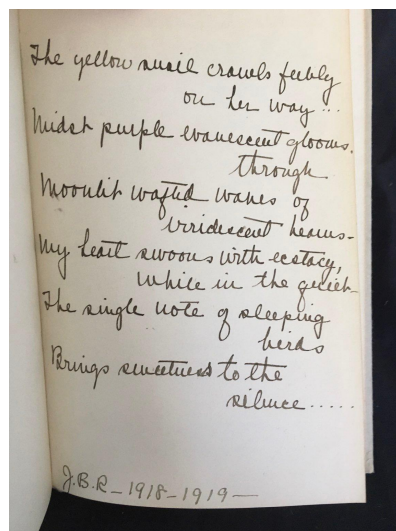 The yellow snail crawls feebly
on her way ...
Midst purple evanescent glooms.
through
Moonlit wafted waves of
viridescent beams-
My heart swoons with ecstacy,
While in the quiet-
The single note of sleeping
birds
Brings sweetness to the
silence .....
J.B.R - 1918 - 1919 -